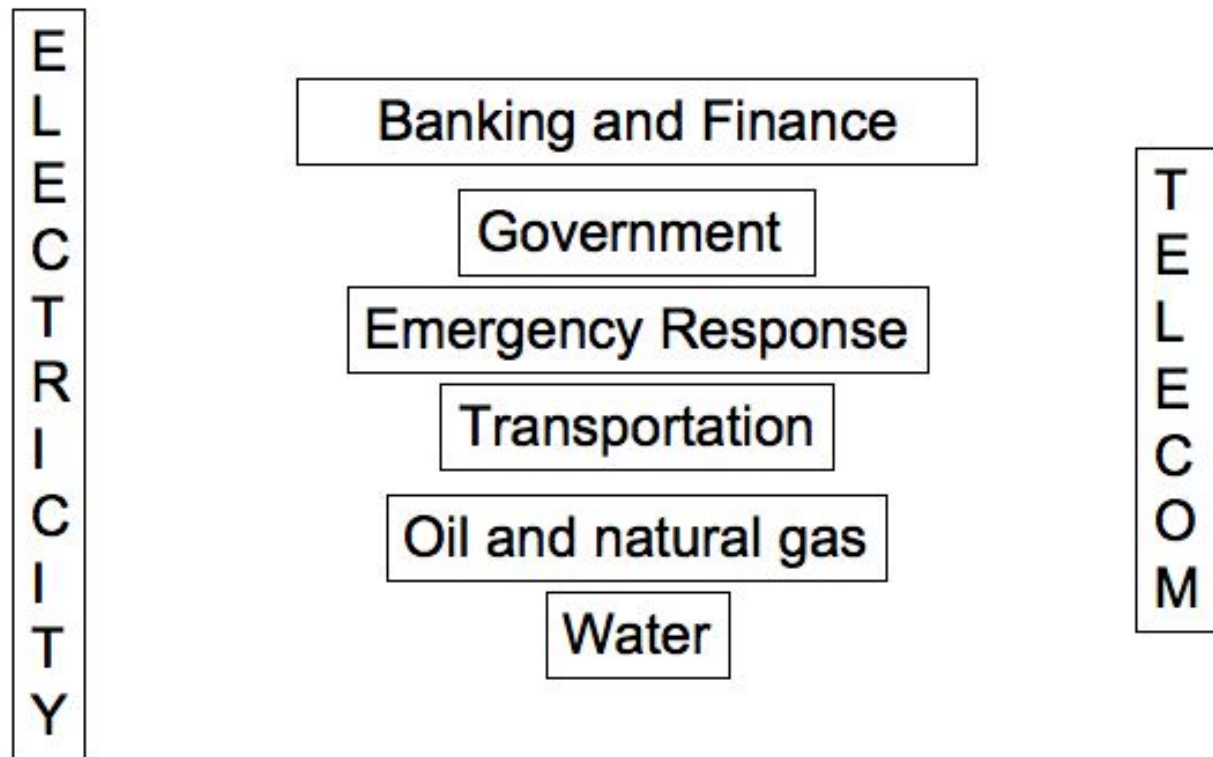 ELECTRICITY
Banking and Finance
Government
Emergency Response
Transportation
Oil and natural gas
Water
TELECOM